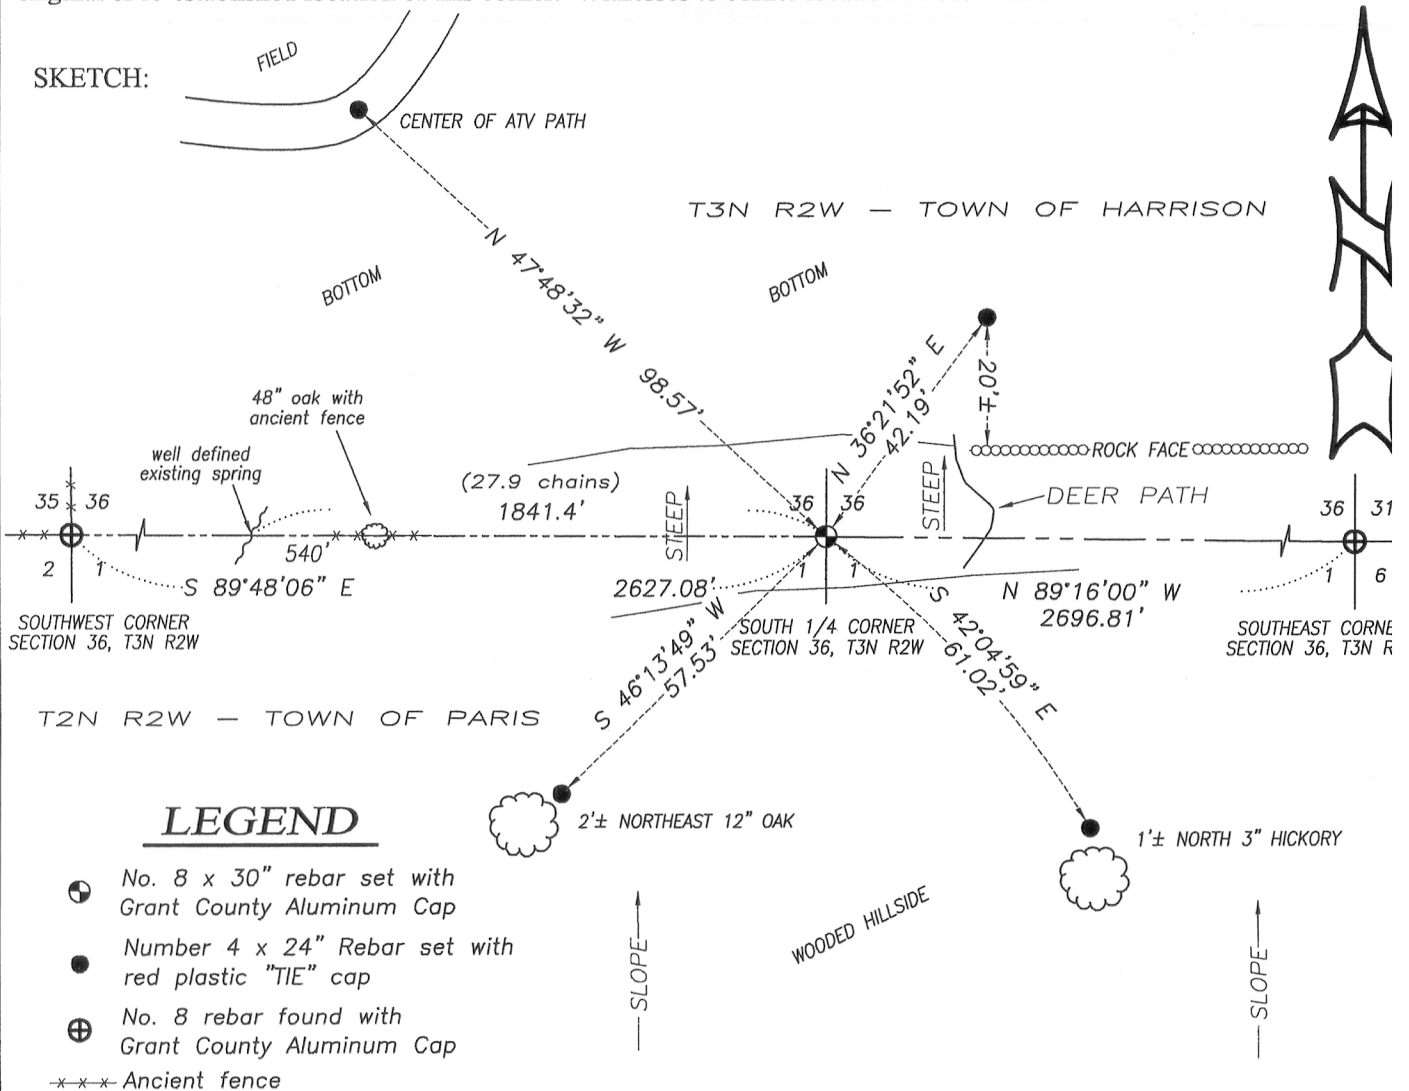 SKETCH:
FIELD
CENTER OF ATV PATH
T3N R2W — TOWN OF HARRISON
N 47°48'32" W 98.57'
BOTTOM
BOTTOM
N 36°21'52" E
42.19'
20'±
48" oak with
ancient fence
well defined
existing spring
(27.9 chains)
1841.4'
STEEP
STEEP
ROCK FACE
DEER PATH
35 36
36 36
36 31
2 1
1 1
1 6
540'
S 89°48'06" E
2627.08'
N 89°16'00" W
2696.81'
SOUTHWEST CORNER
SECTION 36, T3N R2W
SOUTH 1/4 CORNER
SECTION 36, T3N R2W
SOUTHEAST CORNE
SECTION 36, T3N R
S 46°13'49" W
57.53'
S 42°04'59" E
61.02'
T2N R2W — TOWN OF PARIS
2'± NORTHEAST 12" OAK
1'± NORTH 3" HICKORY
WOODED HILLSIDE
SLOPE
SLOPE
LEGEND
No. 8 x 30" rebar set with
Grant County Aluminum Cap
Number 4 x 24" Rebar set with
red plastic "TIE" cap
No. 8 rebar found with
Grant County Aluminum Cap
Ancient fence